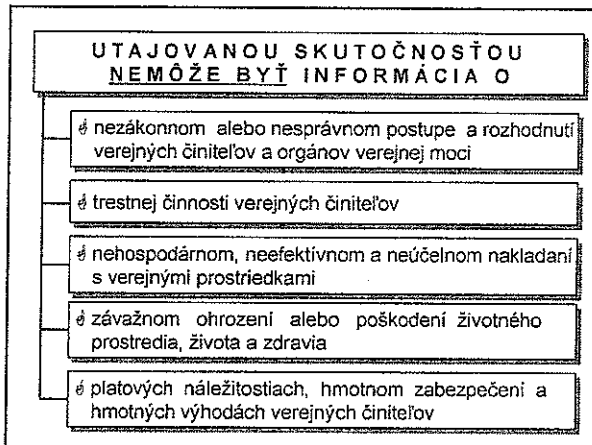 UTAJOVANOU SKUTOČNOSŤOU
NEMÔŽE BYŤ INFORMÁCIA O
nezákonnom alebo nesprávnom postupe a rozhodnutí
verejných činiteľov a orgánov verejnej moci
trestnej činnosti verejných činiteľov
nehospodárnom, neefektívnom a neúčelnom nakladaní
s verejnými prostriedkami
závažnom ohrození alebo poškodení životného
prostredia, života a zdravia
platových náležitostiach, hmotnom zabezpečení a
hmotných výhodách verejných činiteľov